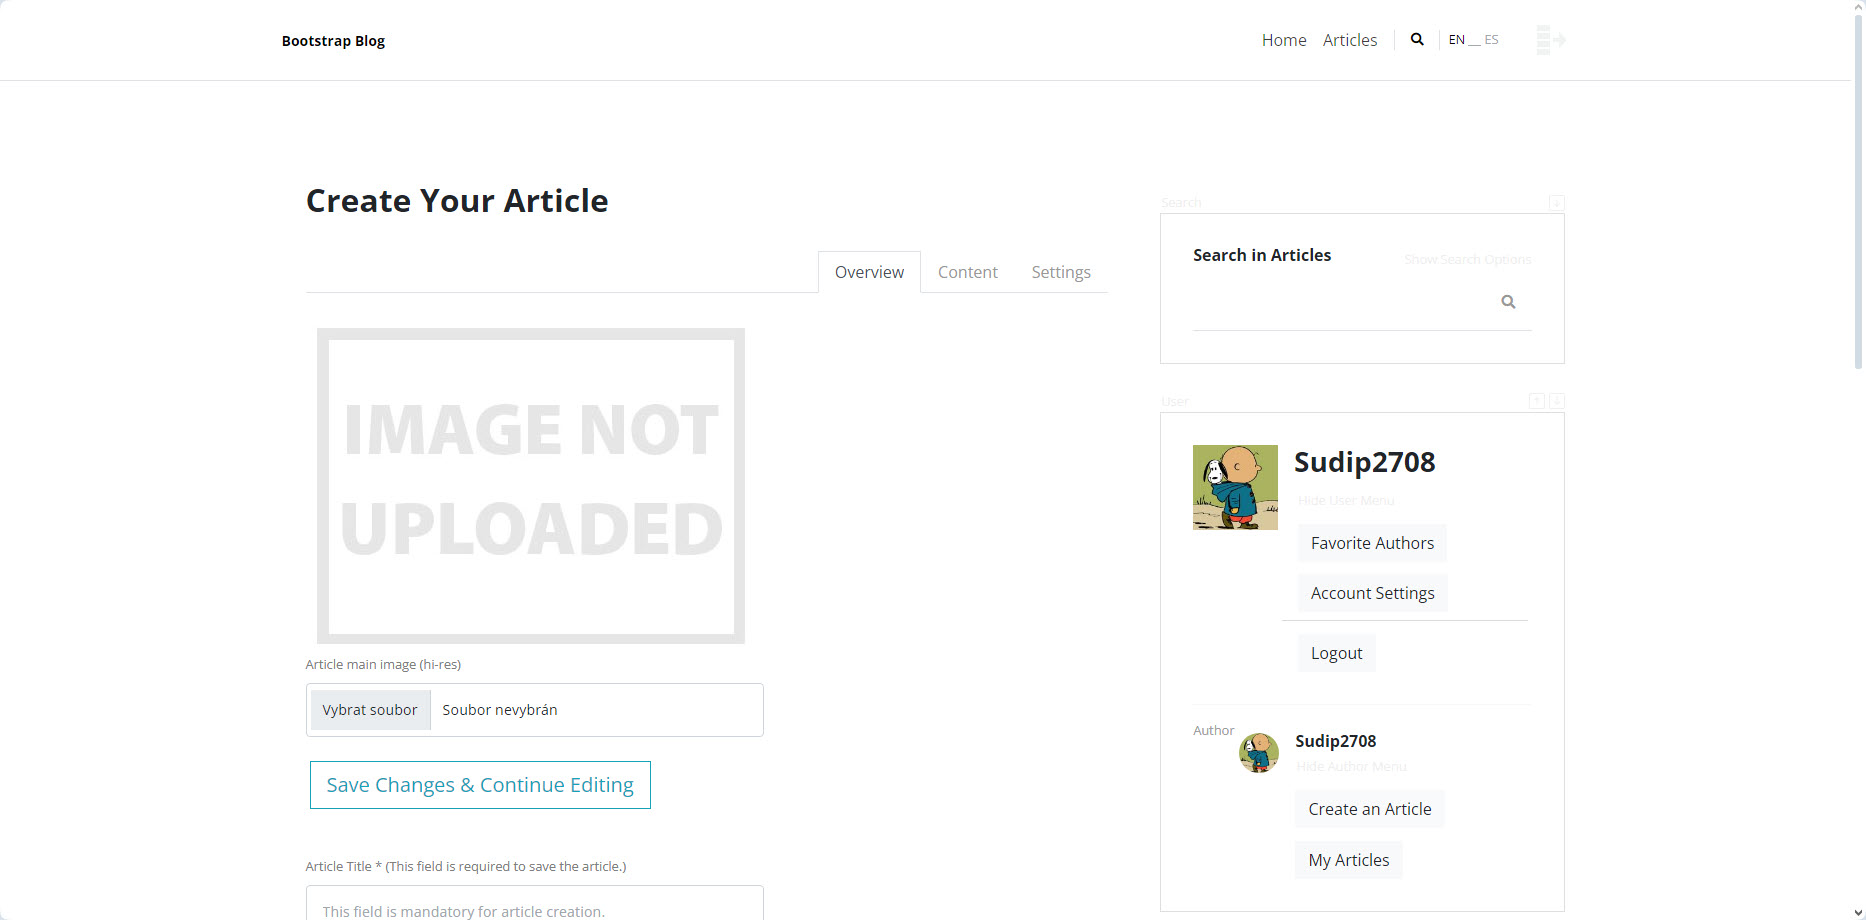 Bootstrap Blog
Home Articles EN __ ES
Create Your Article
Overview Content Settings
IMAGE NOT
UPLOADED
Article main image (hi-res)
Vybrat soubor Soubor nevybrán
Save Changes & Continue Editing
Article Title * (This field is required to save the article.)
This field is mandatory for article creation.
Search
Search in Articles
Show Search Options
User
Sudip2708
Hide User Menu
Favorite Authors
Account Settings
Logout
Author
Sudip2708
Hide Author Menu
Create an Article
My Articles